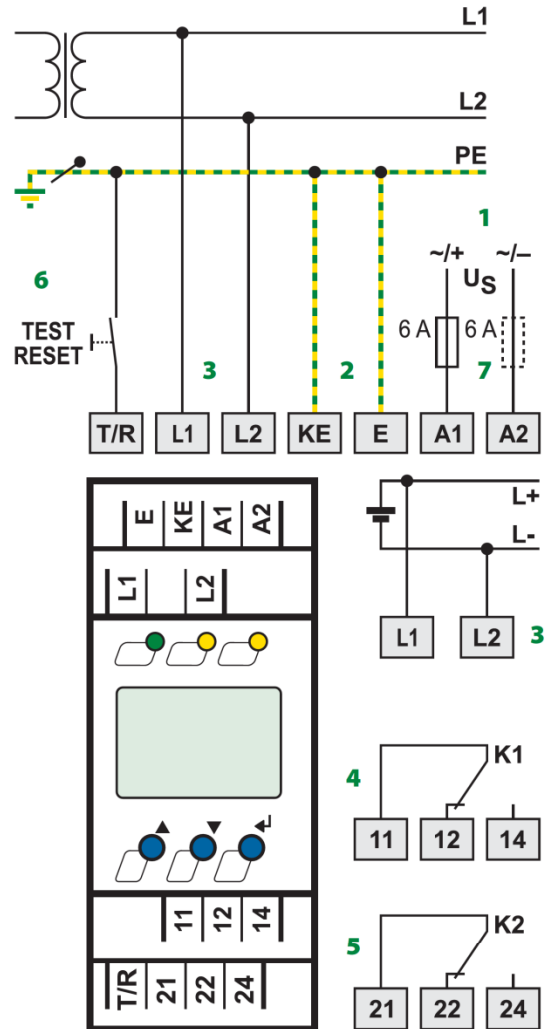 L1
L2
PE
1
~/+ ~/–
US
6 A 6 A
7
6
TEST
RESET
3
2
T/R L1 L2 KE E A1 A2
E KE A1 A2
L1 L2
L+
L-
L1 L2 3
▲ ▼ ↵
K1
4
11 12 14
11 12 14
K2
5
T/R 21 22 24
21 22 24